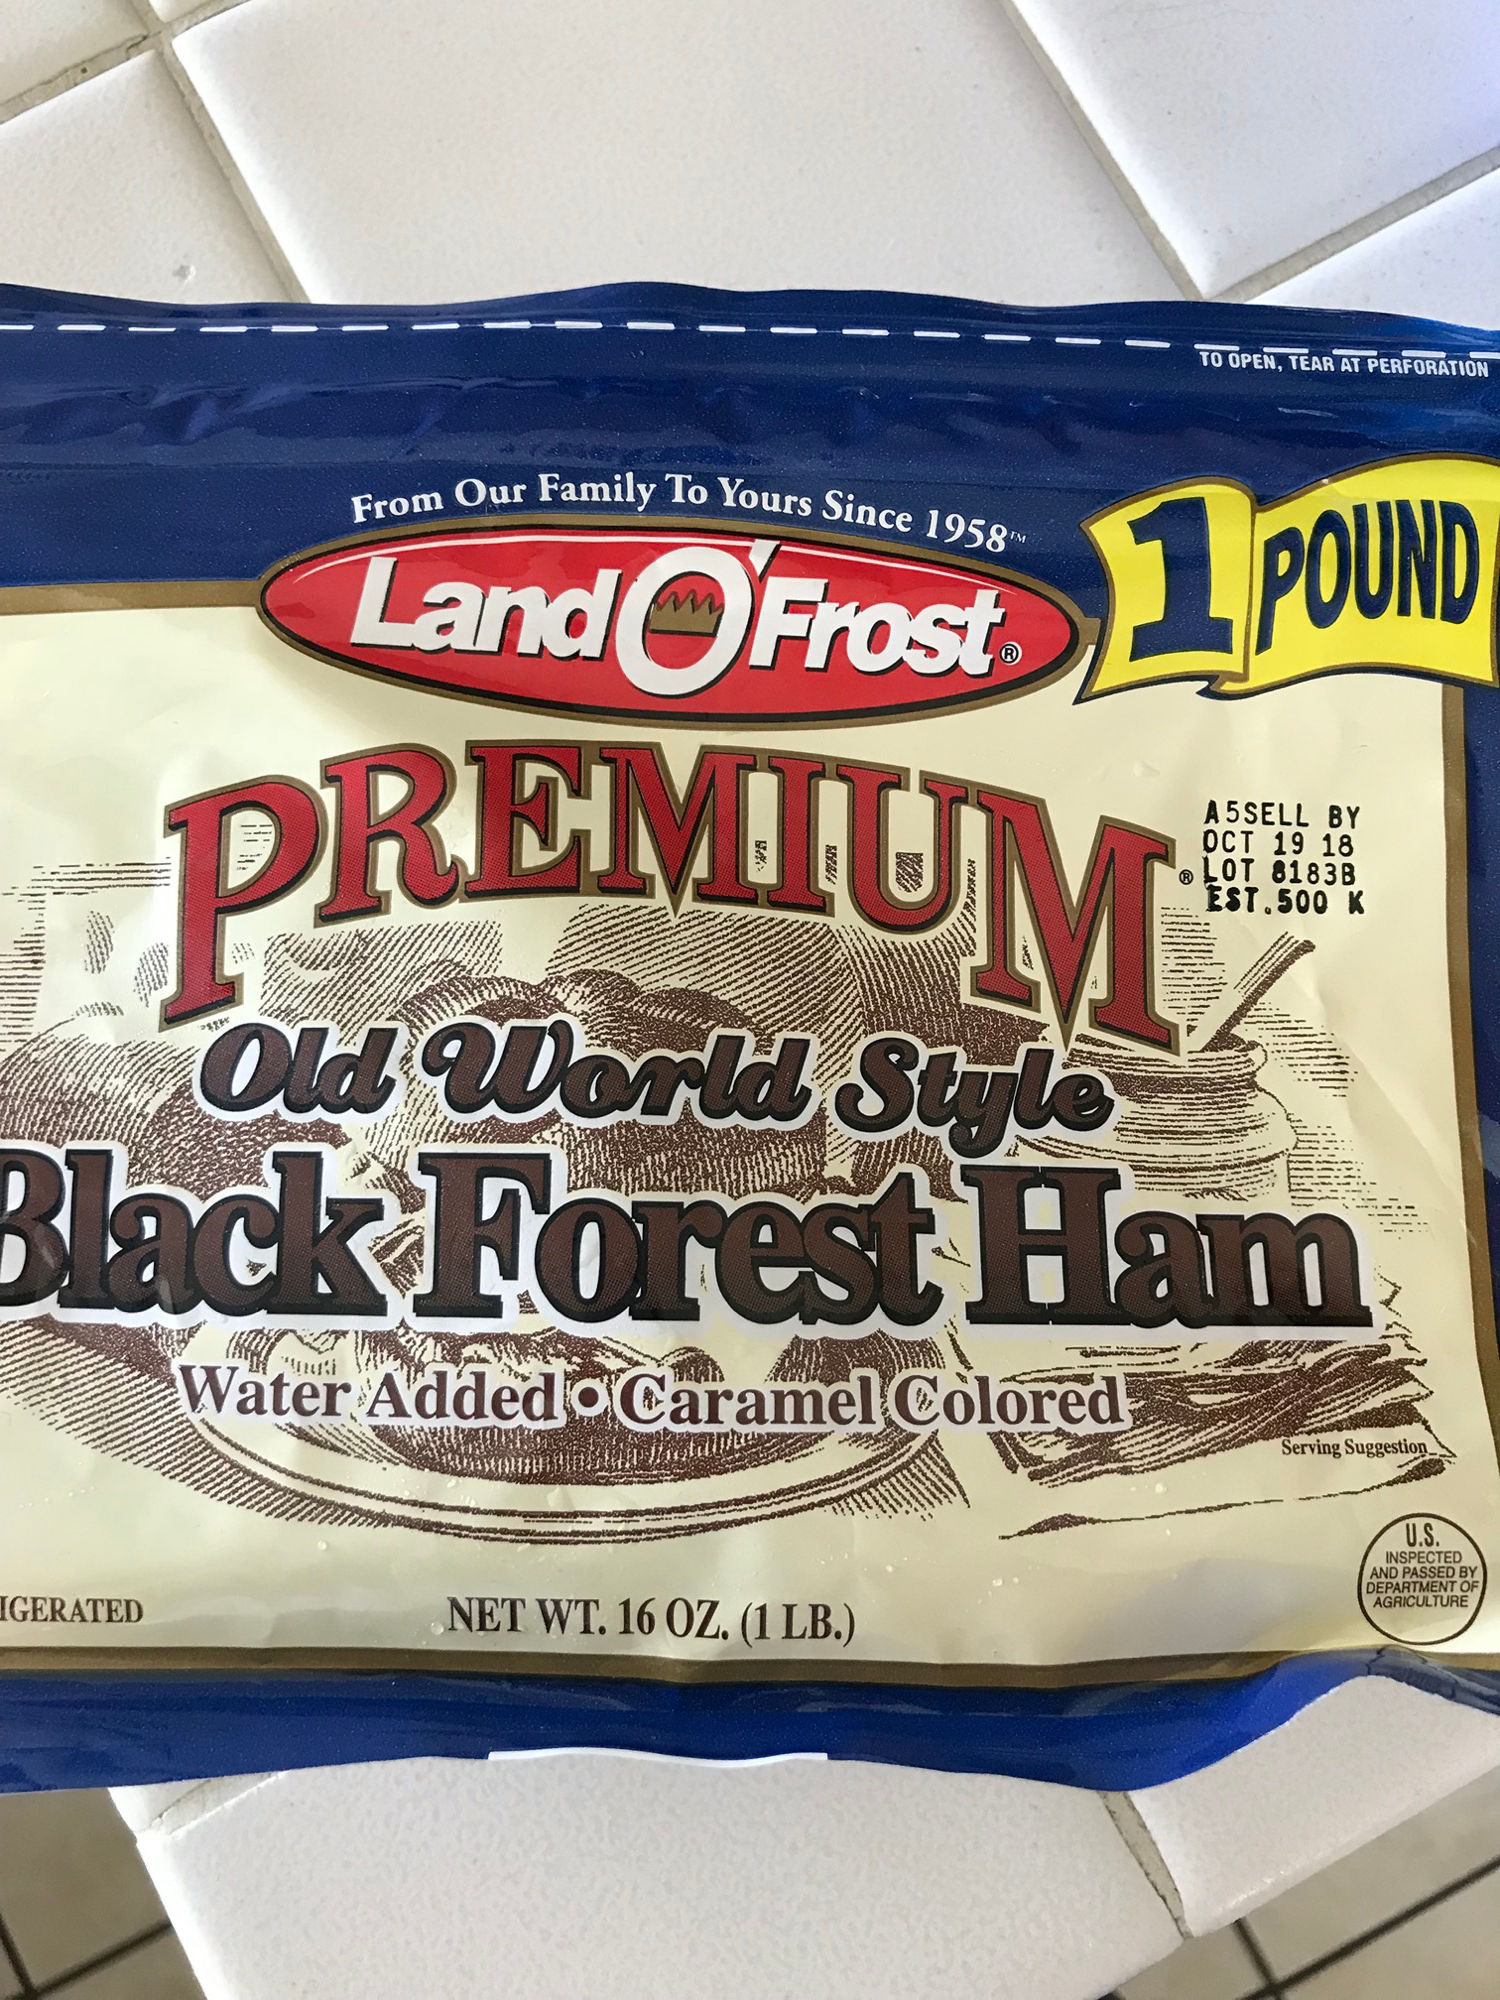 TO OPEN, TEAR AT PERFORATION
From Our Family To Yours Since 1958™
Land O'Frost®
1 POUND
PREMIUM®
A5SELL BY
OCT 19 18
LOT 8183B
EST.500 K
Old World Style
Black Forest Ham
Water Added • Caramel Colored
Serving Suggestion
U.S.
INSPECTED
AND PASSED BY
DEPARTMENT OF
AGRICULTURE
IGERATED
NET WT. 16 OZ. (1 LB.)